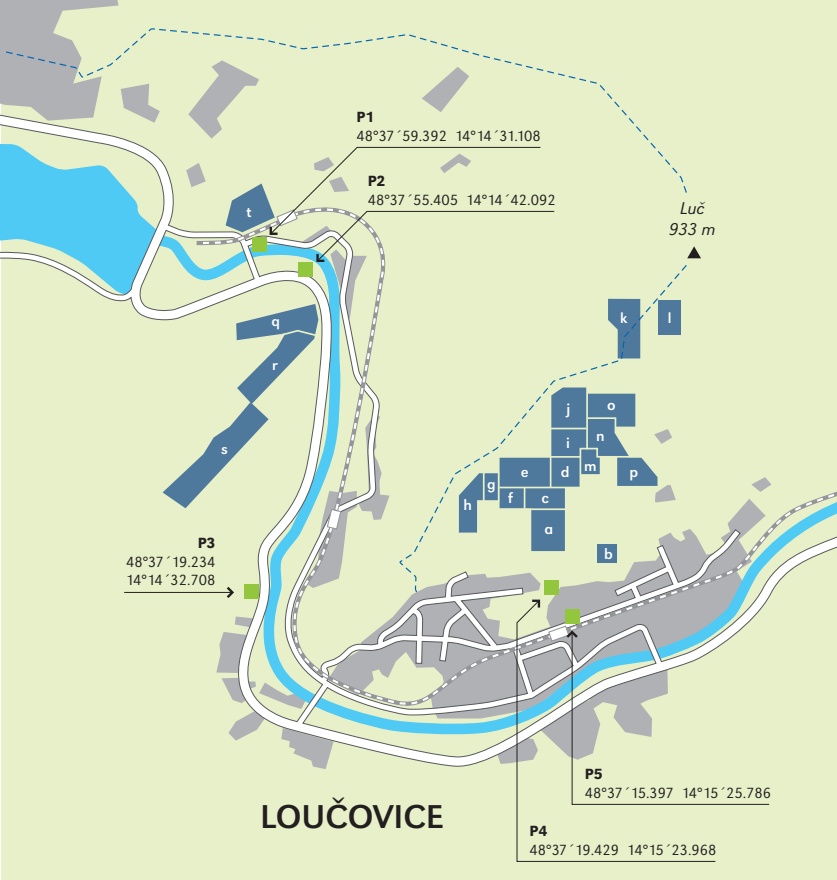 P1
48°37´59.392 14°14´31.108
P2
48°37´55.405 14°14´42.092
t
Luč
933 m
q
k
l
r
j
o
n
i
s
m
e
d
p
g
f
c
h
a
b
P3
48°37´19.234
14°14´32.708
P5
48°37´15.397 14°15´25.786
LOUČOVICE
P4
48°37´19.429 14°15´23.968